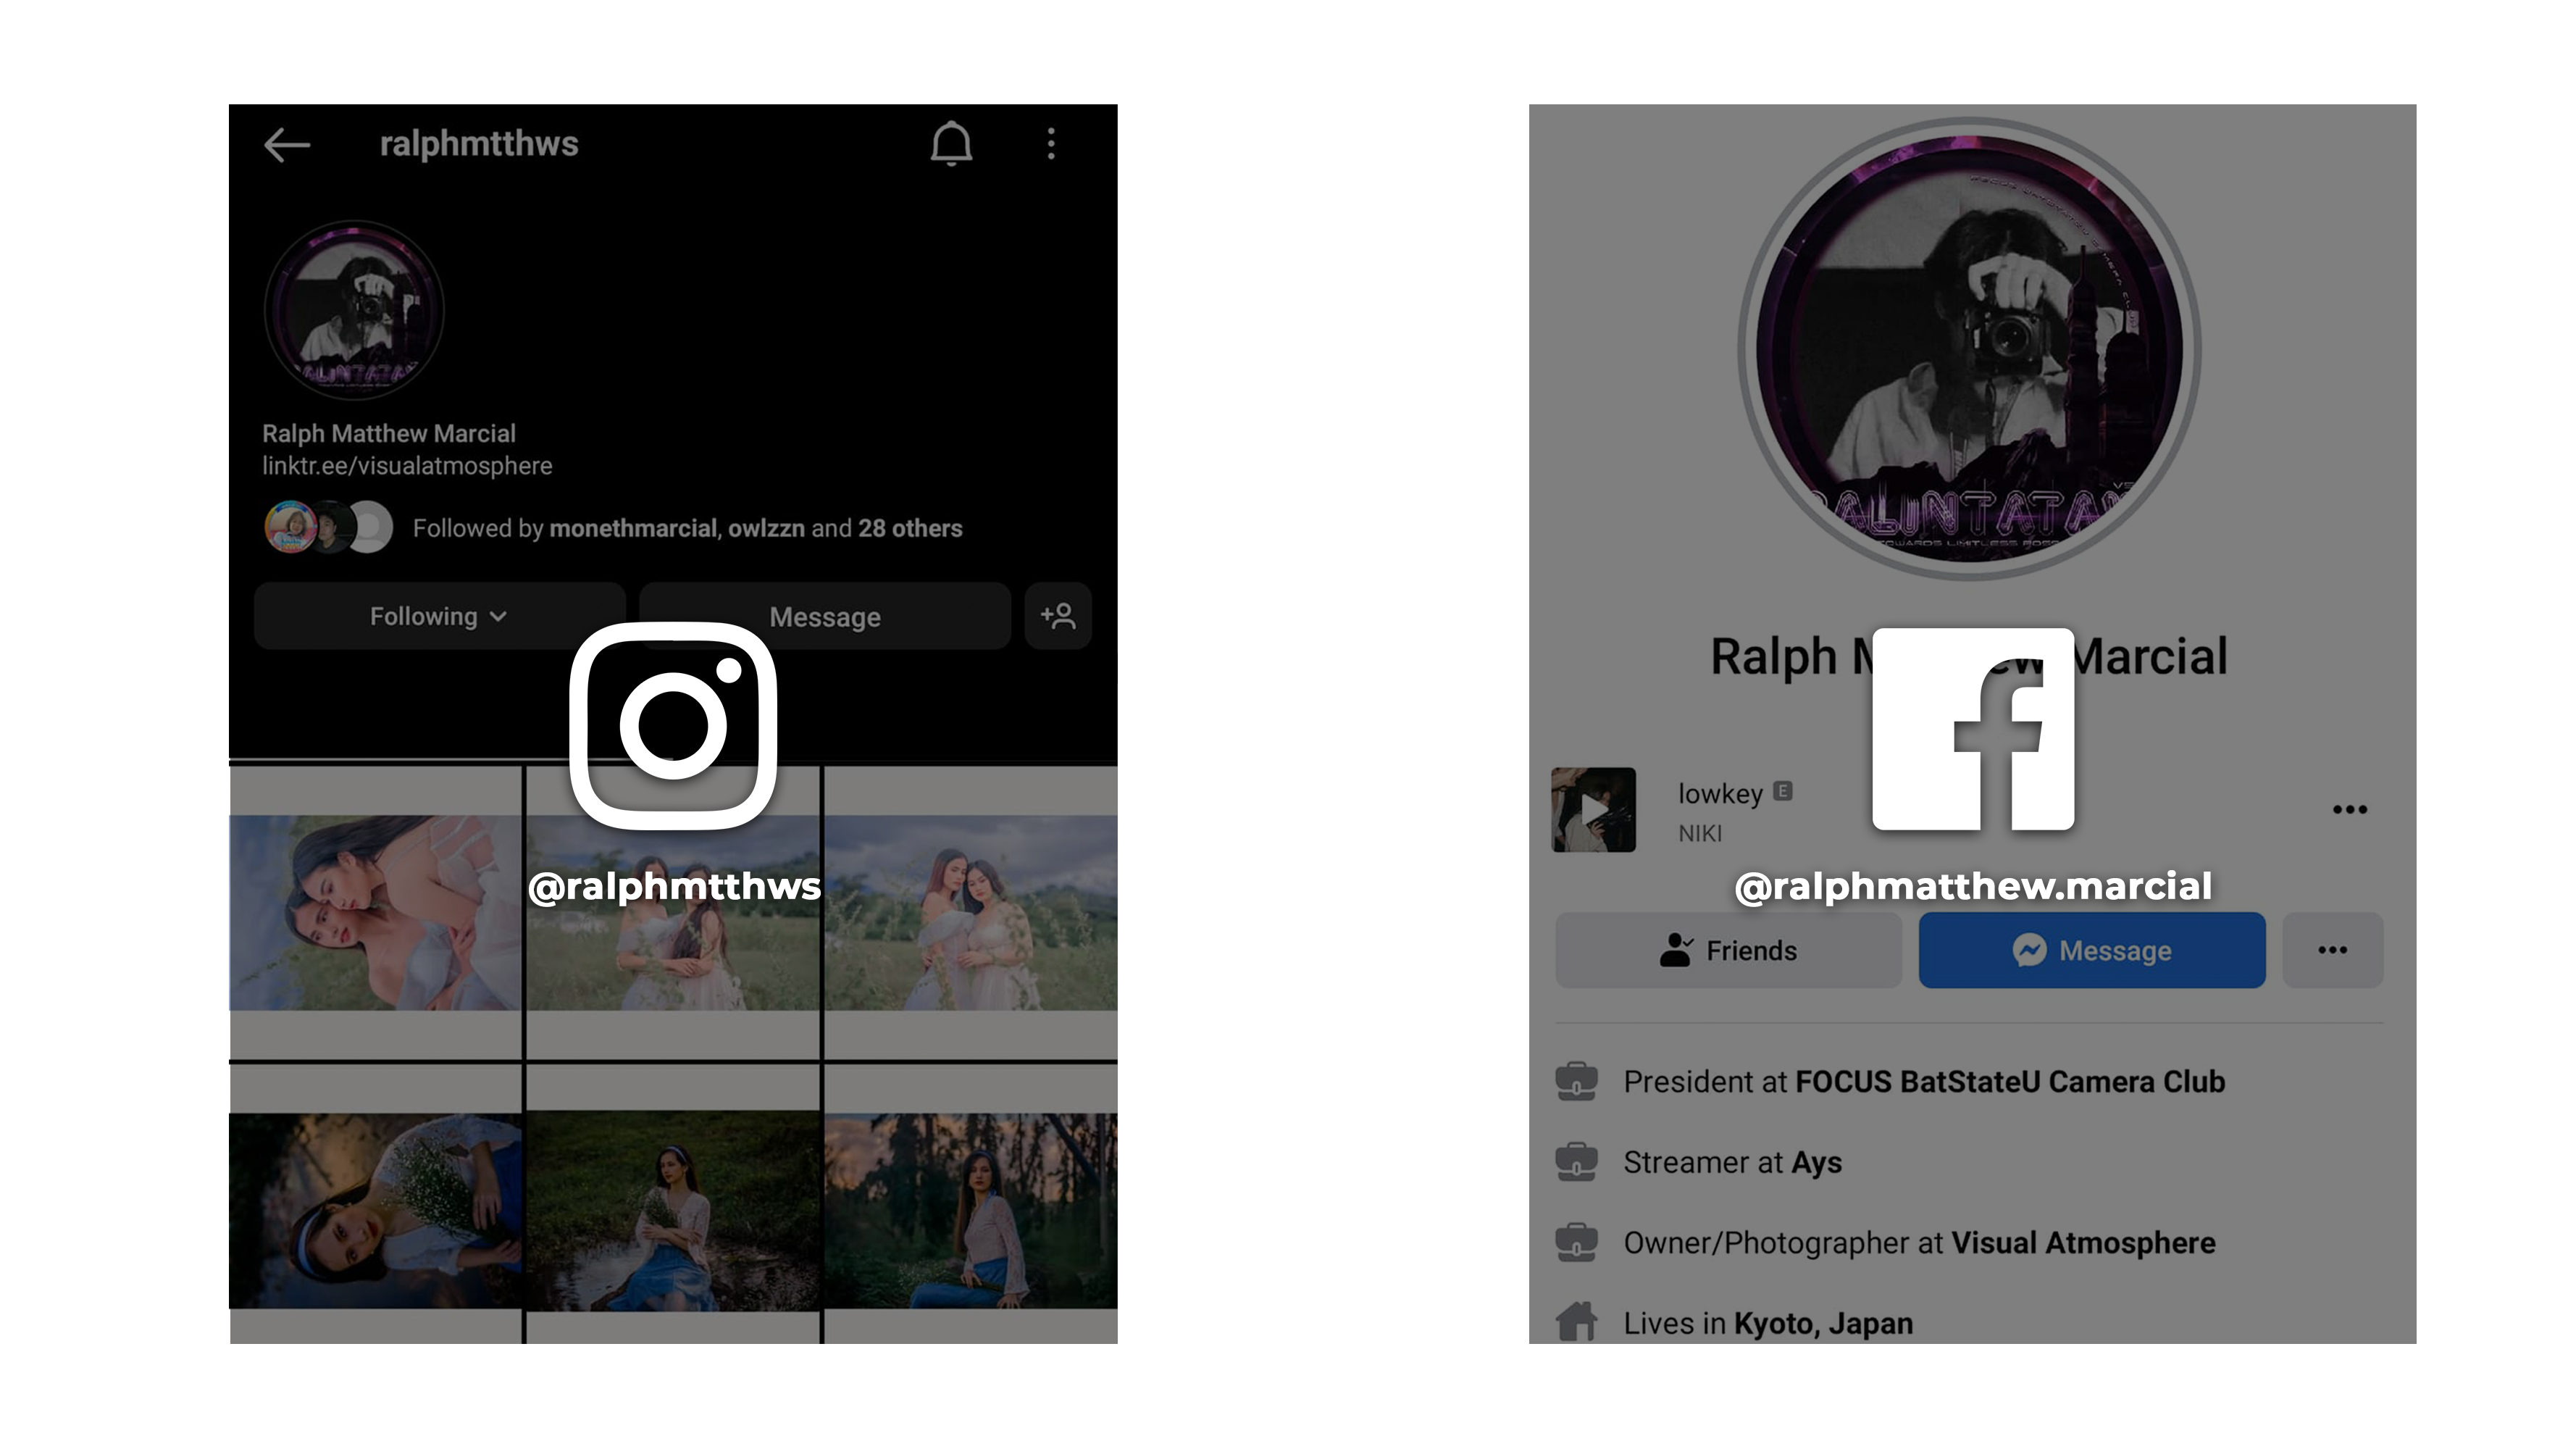 ralphmtthws
Ralph Matthew Marcial
linktr.ee/visualatmosphere
Followed by monethmarcial, owlzzn and 28 others
Following
Message
@ralphmtthws
VS
Ralph M ew Marcial
lowkey E
NIKI
@ralphmatthew.marcial
Friends
Message
President at FOCUS BatStateU Camera Club
Streamer at Ays
Owner/Photographer at Visual Atmosphere
Lives in Kyoto, Japan